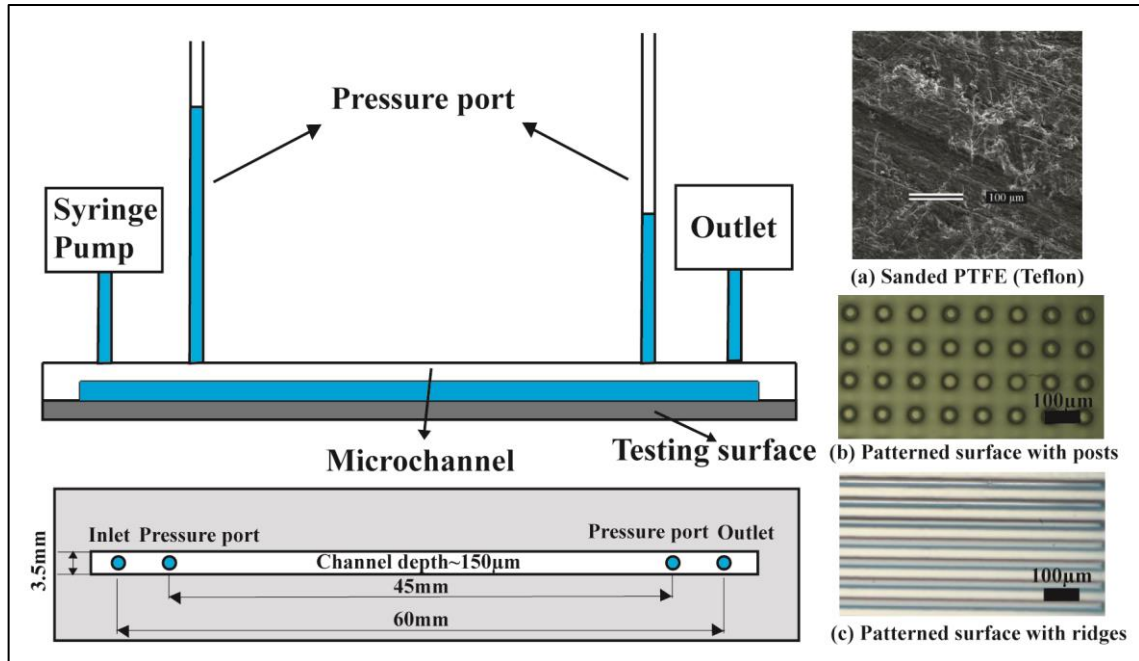 Pressure port
Syringe
Pump
Outlet
Microchannel
Testing surface
Inlet
Pressure port
Pressure port
Outlet
Channel depth~150µm
3.5mm
45mm
60mm
100 µm
(a) Sanded PTFE (Teflon)
100µm
(b) Patterned surface with posts
100µm
(c) Patterned surface with ridges